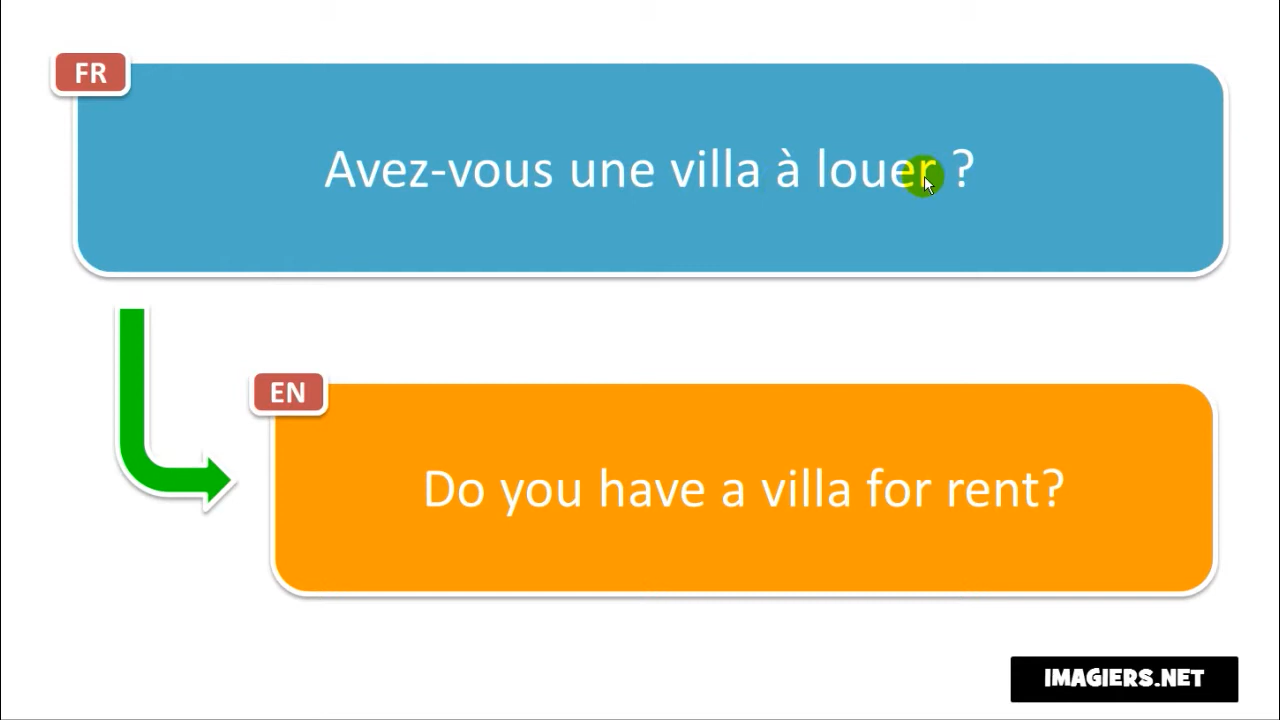 FR
Avez-vous une villa à louer ?
EN
Do you have a villa for rent?
IMAGIERS.NET